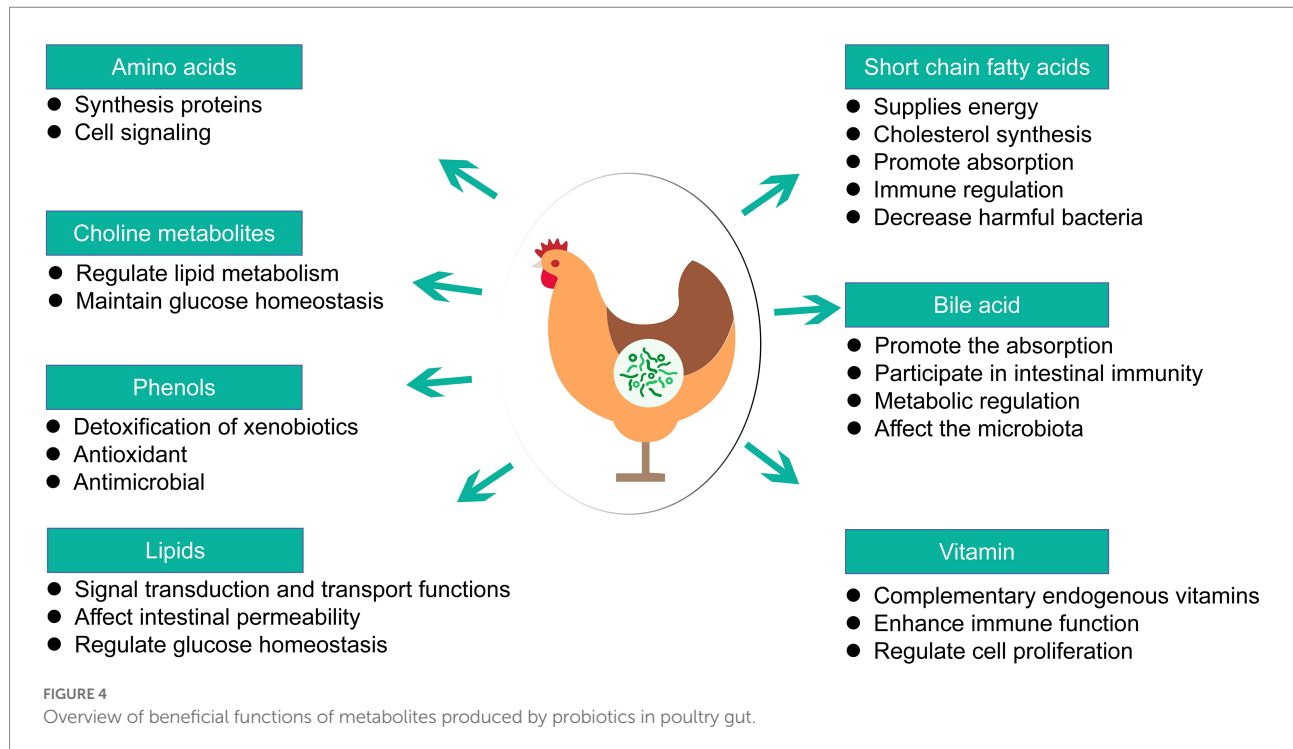 Amino acids
● Synthesis proteins
● Cell signaling
Choline metabolites
● Regulate lipid metabolism
● Maintain glucose homeostasis
Phenols
● Detoxification of xenobiotics
● Antioxidant
● Antimicrobial
Lipids
● Signal transduction and transport functions
● Affect intestinal permeability
● Regulate glucose homeostasis
Short chain fatty acids
● Supplies energy
● Cholesterol synthesis
● Promote absorption
● Immune regulation
● Decrease harmful bacteria
Bile acid
● Promote the absorption
● Participate in intestinal immunity
● Metabolic regulation
● Affect the microbiota
Vitamin
● Complementary endogenous vitamins
● Enhance immune function
● Regulate cell proliferation
FIGURE 4
Overview of beneficial functions of metabolites produced by probiotics in poultry gut.